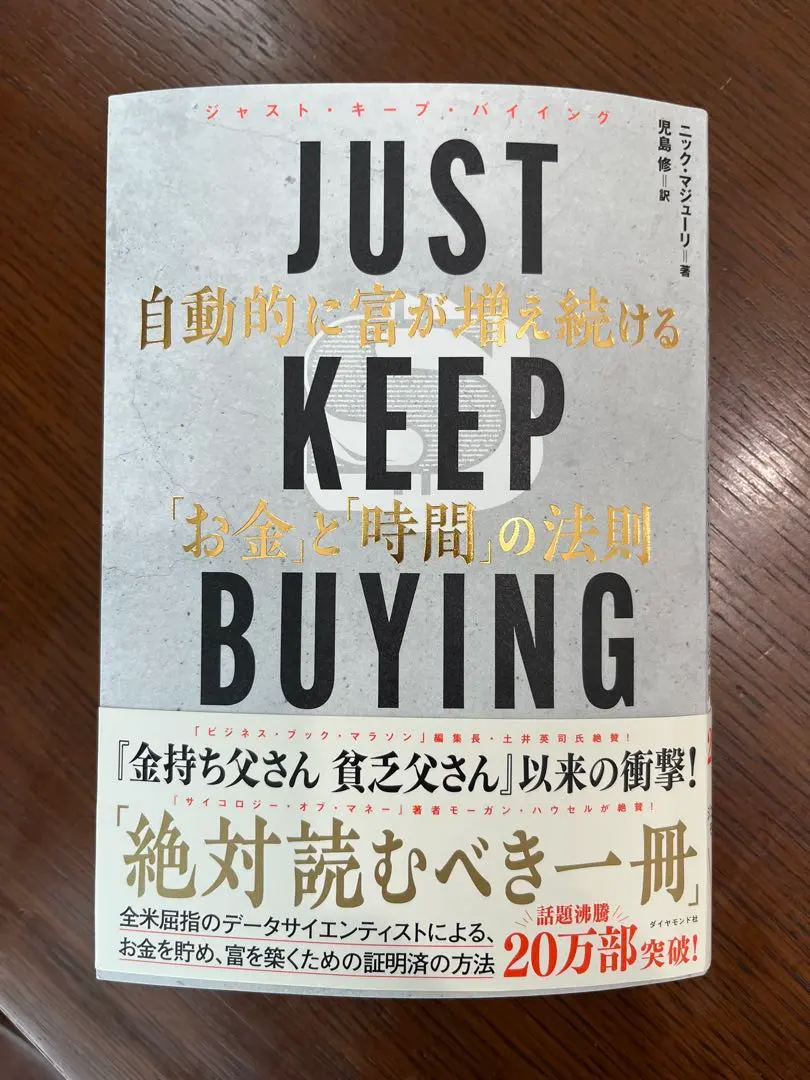 ジャスト・キープ・バイイング
ニック・マジューリ=著
児島 修=訳
JUST
自動的に富が増え続ける
KEEP
「お金」と「時間」の法則
BUYING
「ビジネス・ブック・マラソン」編集長・土井英司氏絶賛!
『金持ち父さん 貧乏父さん』以来の衝撃!
「サイコロジー・オブ・マネー」著者モーガン・ハウセルが絶賛!
「絶対読むべき一冊」
全米屈指のデータサイエンティストによる、
お金を貯め、富を築くための証明済の方法
話題沸騰
20万部突破!
ダイヤモンド社